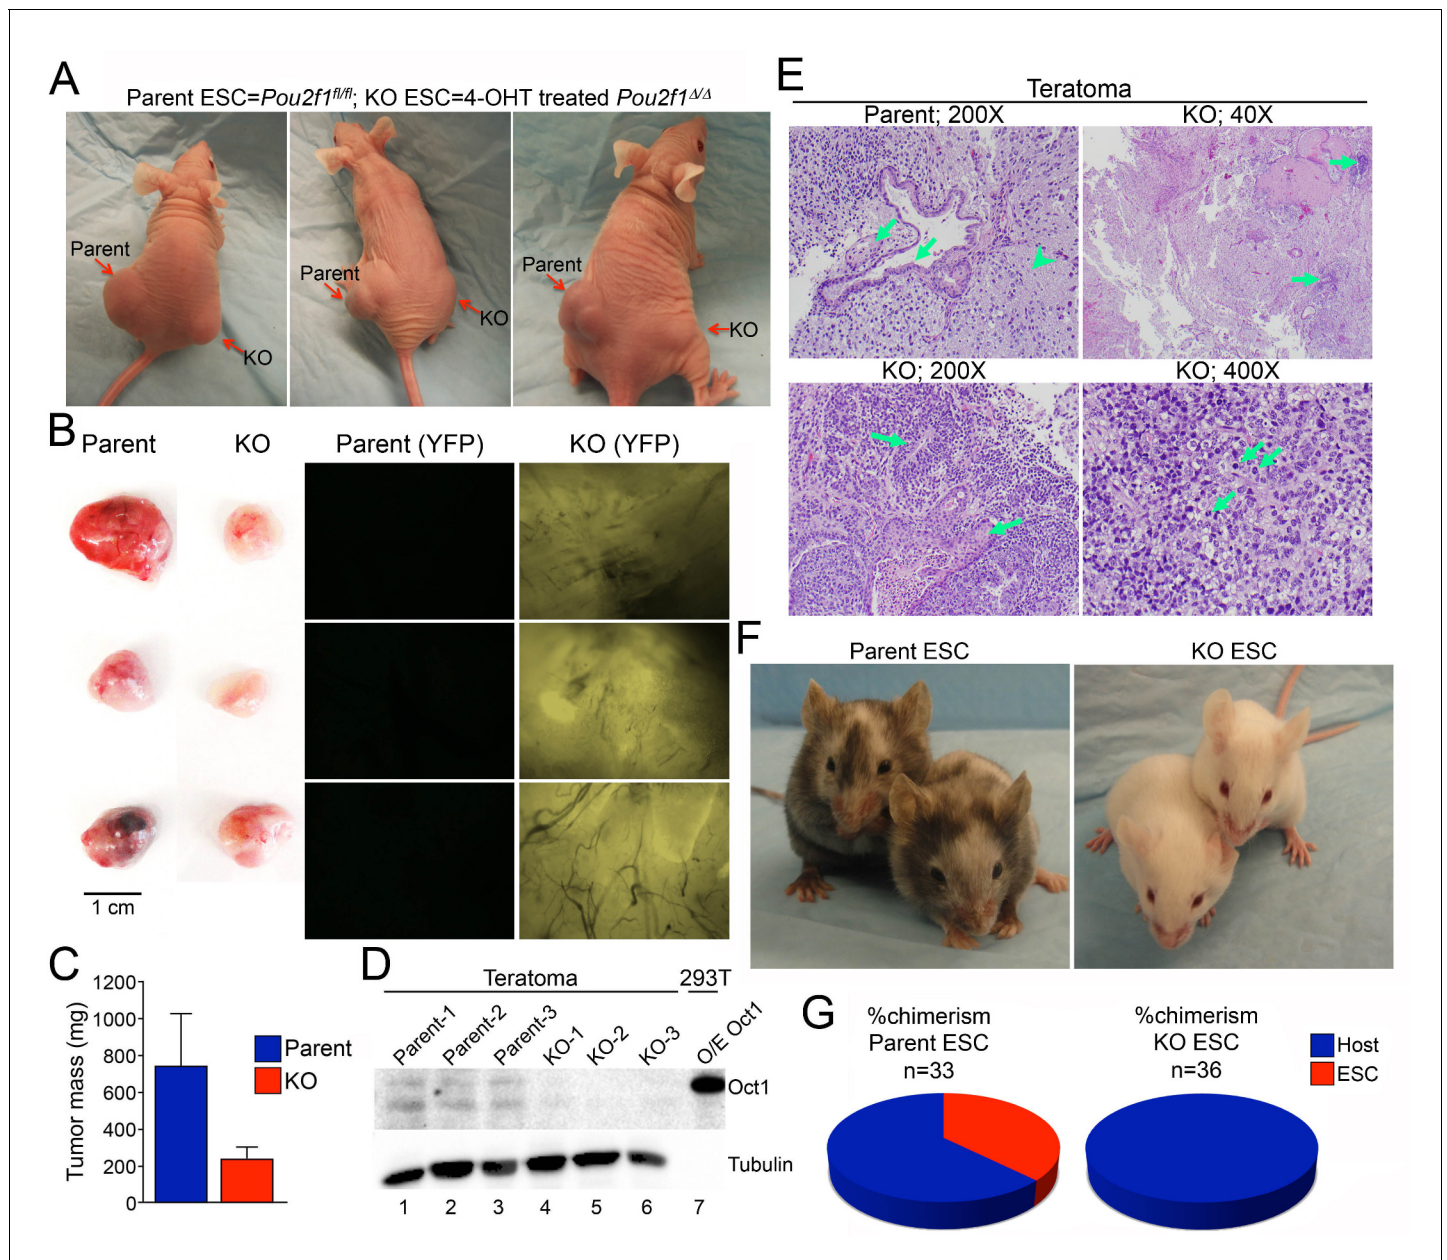 A
Parent ESC=Pou2f1fl/fl; KO ESC=4-OHT treated Pou2f1Δ/Δ
Parent
KO
Parent
KO
Parent
KO
B
Parent
KO
Parent (YFP)
KO (YFP)
1 cm
C
Tumor mass (mg)
1200
1000
800
600
400
200
0
Parent
KO
D
Teratoma
293T
Parent-1
Parent-2
Parent-3
KO-1
KO-2
KO-3
O/E Oct1
Oct1
Tubulin
1 2 3 4 5 6 7
E
Teratoma
Parent; 200X
KO; 40X
KO; 200X
KO; 400X
F
Parent ESC
KO ESC
G
%chimerism
Parent ESC
n=33
%chimerism
KO ESC
n=36
Host
ESC